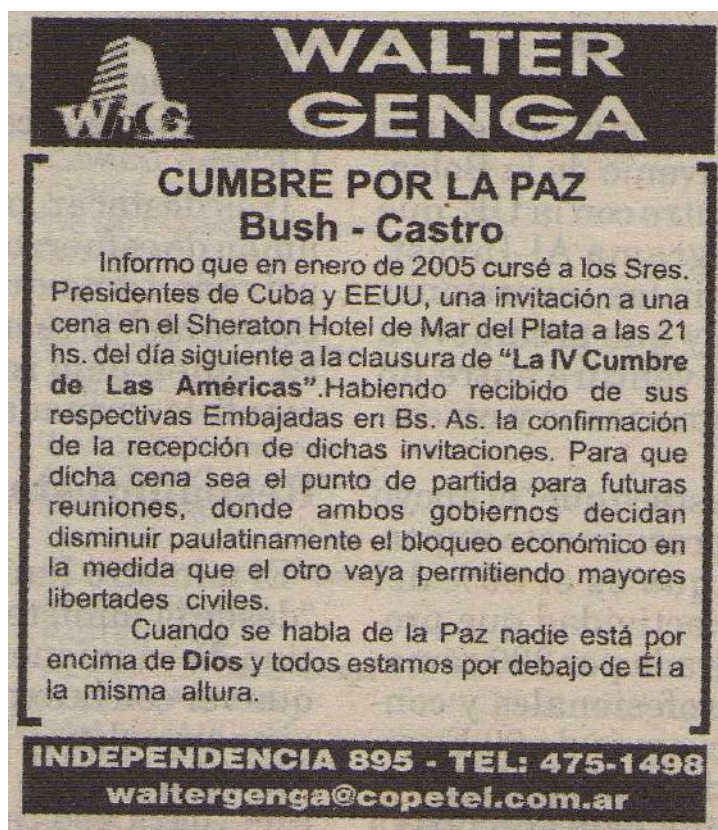 WALTER
GENGA
W G
CUMBRE POR LA PAZ
Bush - Castro
Informo que en enero de 2005 cursé a los Sres.
Presidentes de Cuba y EEUU, una invitación a una
cena en el Sheraton Hotel de Mar del Plata a las 21
hs. del día siguiente a la clausura de “La IV Cumbre
de Las Américas”.Habiendo recibido de sus
respectivas Embajadas en Bs. As. la confirmación
de la recepción de dichas invitaciones. Para que
dicha cena sea el punto de partida para futuras
reuniones, donde ambos gobiernos decidan
disminuir paulatinamente el bloqueo económico en
la medida que el otro vaya permitiendo mayores
libertades civiles.
Cuando se habla de la Paz nadie está por
encima de Dios y todos estamos por debajo de Él a
la misma altura.
INDEPENDENCIA 895 - TEL: 475-1498
waltergenga@copetel.com.ar